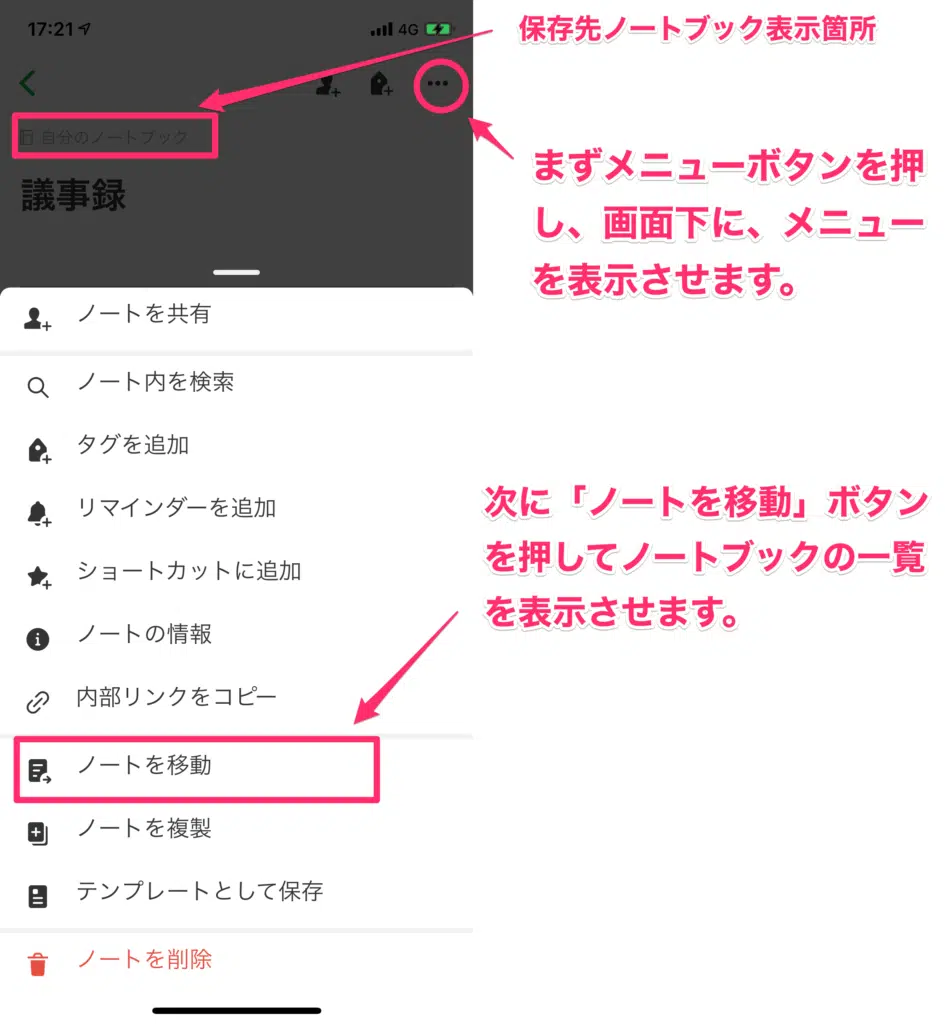 17:21
4G
保存先ノートブック表示箇所
自分のノートブック
議事録
まずメニューボタンを押
し、画面下に、メニュー
を表示させます。
ノートを共有
ノート内を検索
タグを追加
リマインダーを追加
ショートカットに追加
ノートの情報
内部リンクをコピー
次に「ノートを移動」ボタン
を押してノートブックの一覧
を表示させます。
ノートを移動
ノートを複製
テンプレートとして保存
ノートを削除